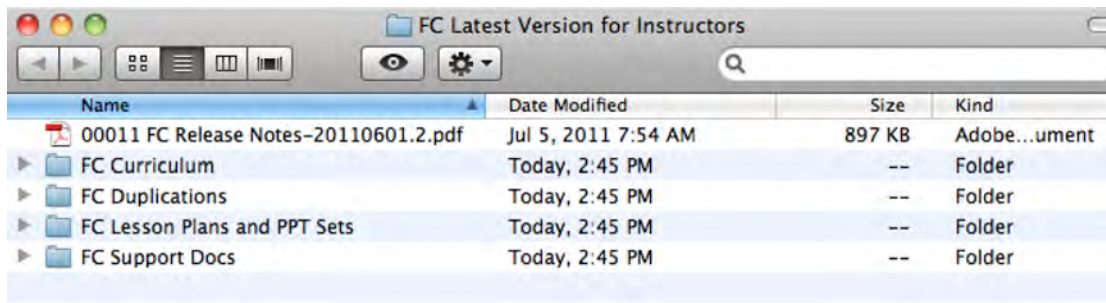 FC Latest Version for Instructors
Name Date Modified Size Kind
00011 FC Release Notes-20110601.2.pdf Jul 5, 2011 7:54 AM 897 KB Adobe...ument
FC Curriculum Today, 2:45 PM -- Folder
FC Duplications Today, 2:45 PM -- Folder
FC Lesson Plans and PPT Sets Today, 2:45 PM -- Folder
FC Support Docs Today, 2:45 PM -- Folder